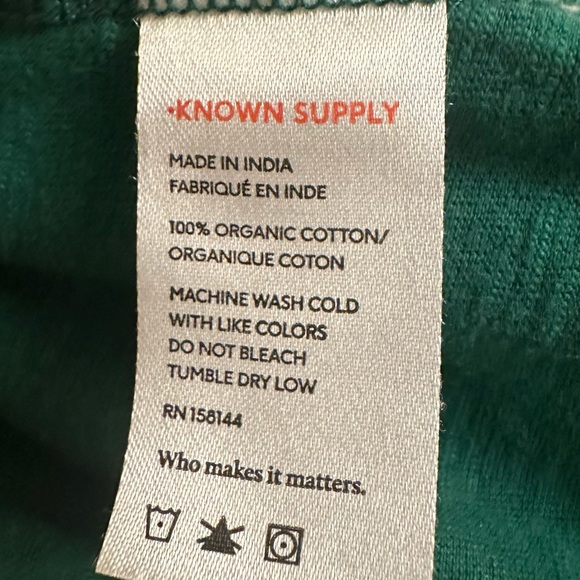 ·KNOWN SUPPLY
MADE IN INDIA
FABRIQUÉ EN INDE
100% ORGANIC COTTON/
ORGANIQUE COTON
MACHINE WASH COLD
WITH LIKE COLORS
DO NOT BLEACH
TUMBLE DRY LOW
RN 158144
Who makes it matters.